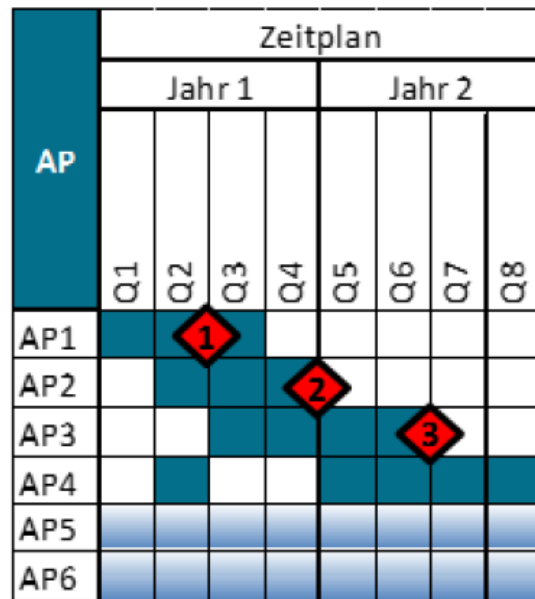 Zeitplan
Jahr 1 Jahr 2
AP
Q1 Q2 Q3 Q4 Q5 Q6 Q7 Q8
AP1 1
AP2 2
AP3 3
AP4
AP5
AP6